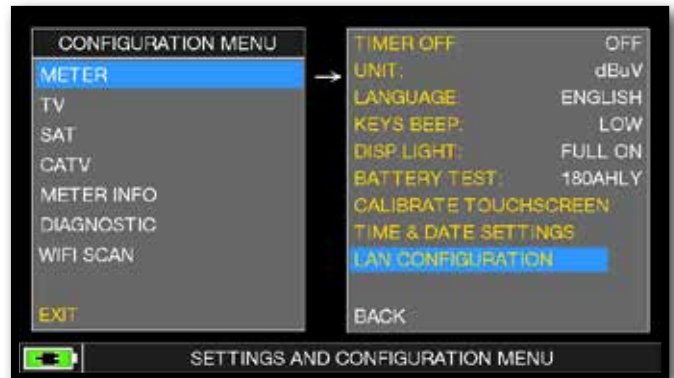 CONFIGURATION MENU
METER
TV
SAT
CATV
METER INFO
DIAGNOSTIC
WIFI SCAN
EXIT
TIMER OFF OFF
UNIT: dBuV
LANGUAGE ENGLISH
KEYS BEEP: LOW
DISP.LIGHT: FULL ON
BATTERY TEST: 180AHLY
CALIBRATE TOUCHSCREEN
TIME & DATE SETTINGS
LAN CONFIGURATION
BACK
SETTINGS AND CONFIGURATION MENU